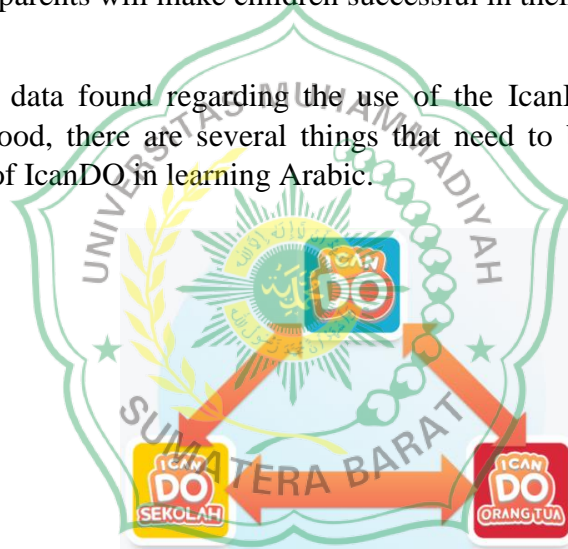 parents will make children successful in their
data found regarding the use of the Ican
ood, there are several things that need to
of IcanDO in learning Arabic.
UNIVERSITAS MUHAMMADIYAH
I CAN
DO
I CAN
DO
SEKOLAH
I CAN
DO
ORANG TUA
SUMATERA BARAT